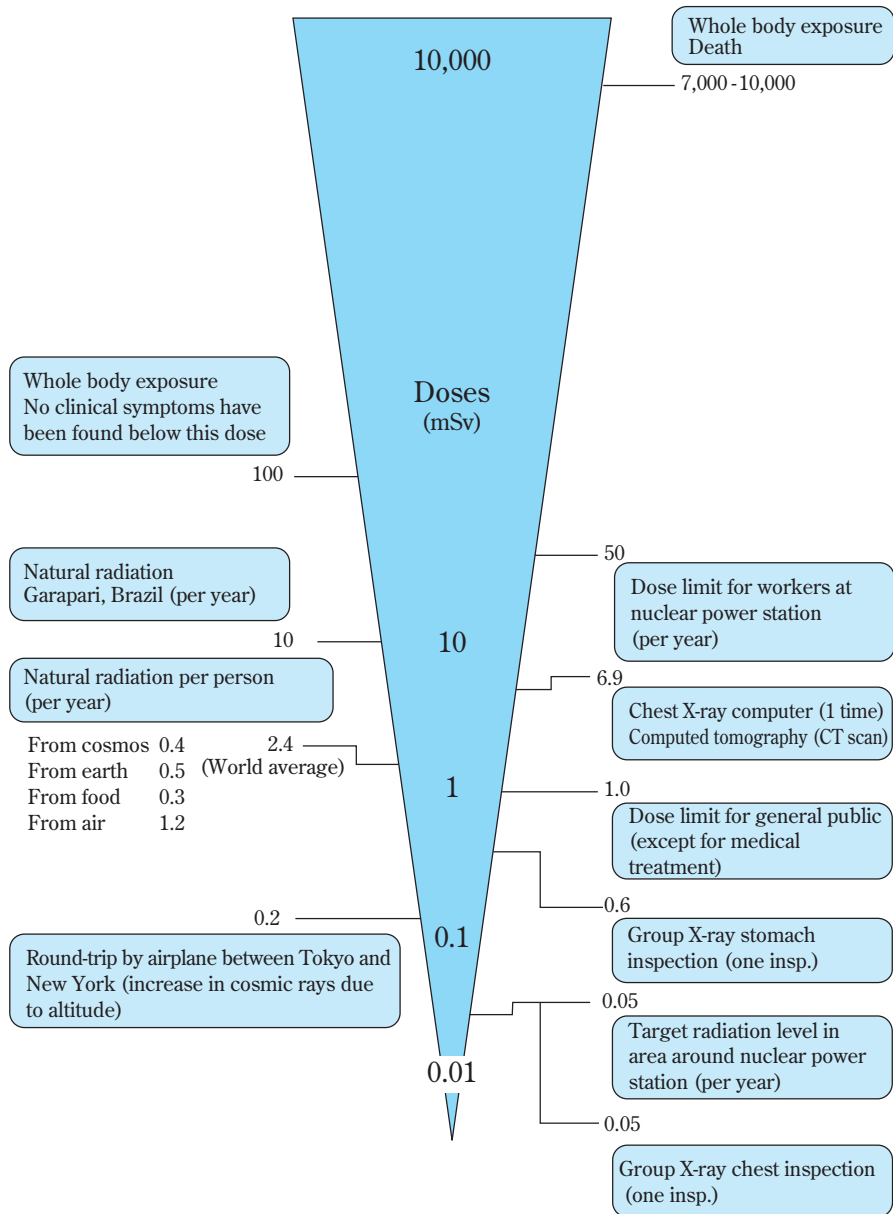 10,000
Whole body exposure
Death
7,000 - 10,000
Doses
(mSv)
Whole body exposure
No clinical symptoms have
been found below this dose
100
50
Dose limit for workers at
nuclear power station
(per year)
Natural radiation
Garapari, Brazil (per year)
10
10
6.9
Chest X-ray computer (1 time)
Computed tomography (CT scan)
Natural radiation per person
(per year)
From cosmos 0.4
From earth 0.5
From food 0.3
From air 1.2
2.4
(World average)
1
1.0
Dose limit for general public
(except for medical
treatment)
0.6
Group X-ray stomach
inspection (one insp.)
0.2
Round-trip by airplane between Tokyo and
New York (increase in cosmic rays due
to altitude)
0.1
0.05
Target radiation level in
area around nuclear power
station (per year)
0.01
0.05
Group X-ray chest inspection
(one insp.)